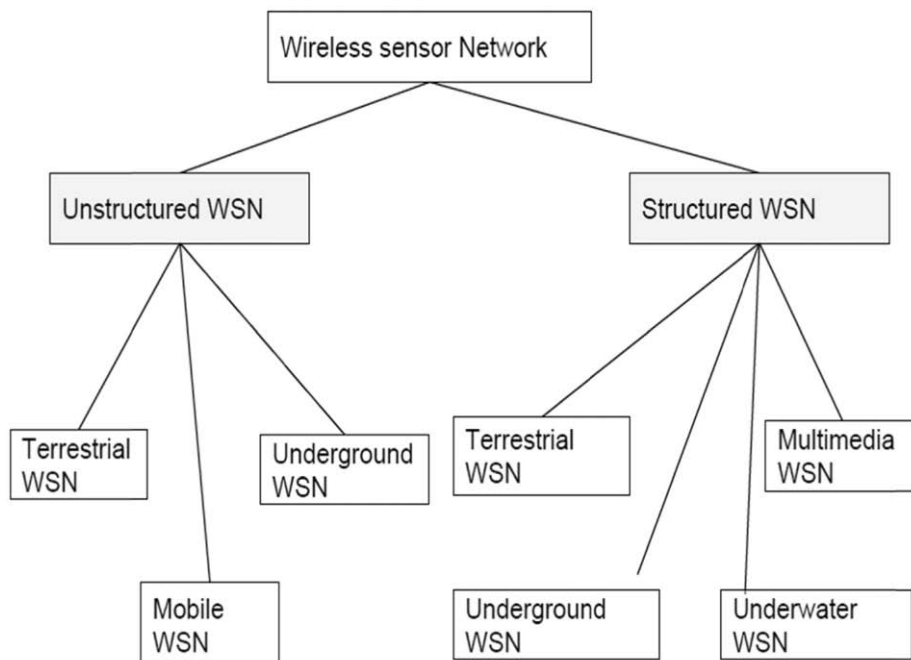 Wireless sensor Network
Unstructured WSN
Structured WSN
Terrestrial
WSN
Underground
WSN
Terrestrial
WSN
Multimedia
WSN
Mobile
WSN
Underground
WSN
Underwater
WSN